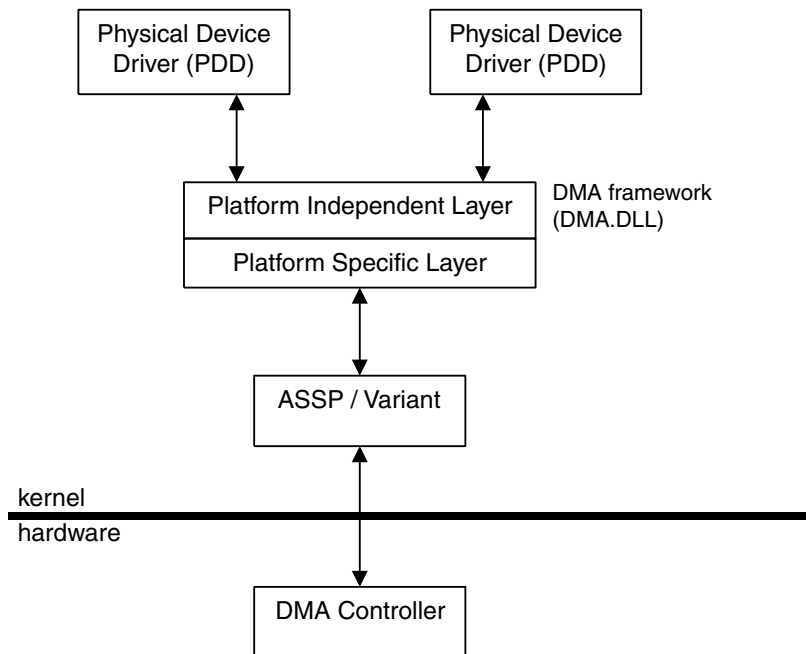 Physical Device
Driver (PDD)
Physical Device
Driver (PDD)
Platform Independent Layer
DMA framework
(DMA.DLL)
Platform Specific Layer
ASSP / Variant
kernel
hardware
DMA Controller